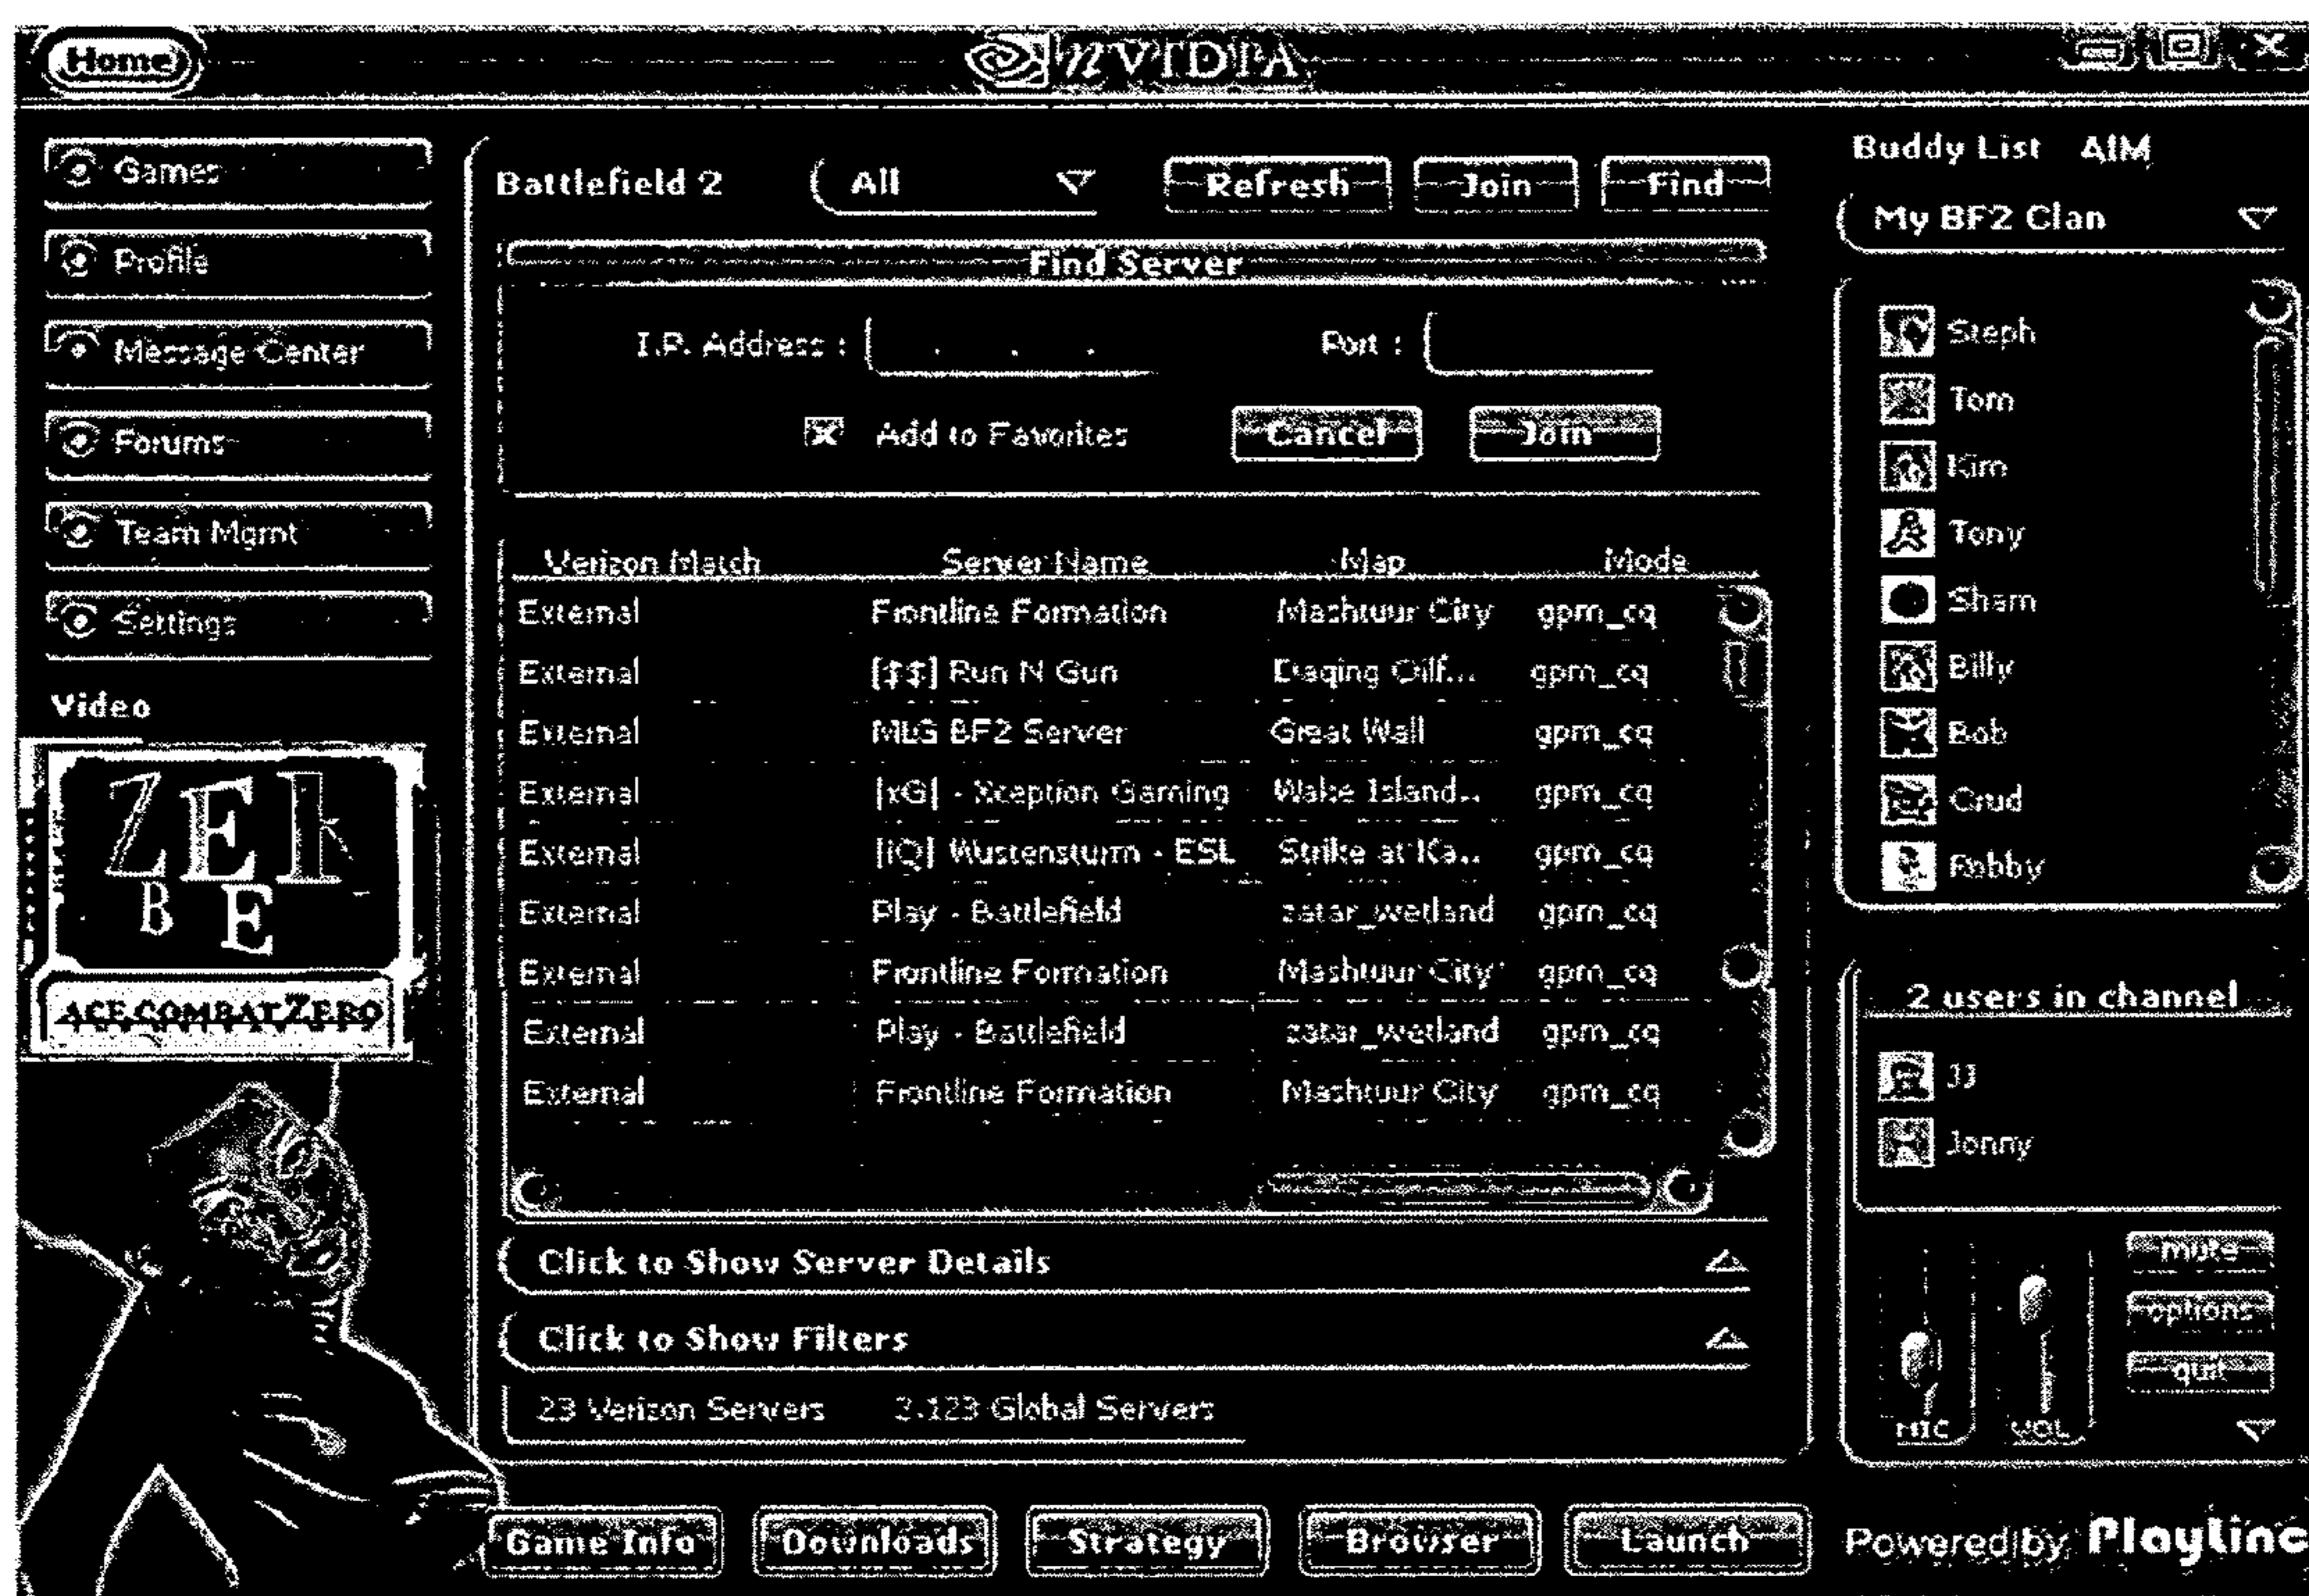 Home
NVIDIA
Games
Profile
Message Center
Forums
Team Mgmt
Settings
Video
ZEK
BE
ACE COMBAT ZERO
Battlefield 2 All Refresh Join Find
Find Server
I.P. Address : . . . Port :
Add to Favorites Cancel Join
Verizon Match Server Name Map Mode
External Frontline Formation Mashtuur City gpm_cq
External [$$] Run N Gun Daqing Oilf... gpm_cq
External MLG BF2 Server Great Wall gpm_cq
External [xG] - Xception Gaming Wake Island.. gpm_cq
External Wustensturm - ESL Strike at Ka.. gpm_cq
External Play - Battlefield zatar_wetland gpm_cq
External Frontline Formation Mashtuur City gpm_cq
External Play - Battlefield zatar_wetland gpm_cq
External Frontline Formation Mashtuur City gpm_cq
Click to Show Server Details
Click to Show Filters
23 Verizon Servers Global Servers
Game Info Downloads Strategy Browser Launch
Buddy List AIM
My BF2 Clan
Steph
Tom
Kim
Tony
Sham
Billy
Bob
Crud
Robby
2 users in channel
JJ
Jonny
mute
options
quit
MIC VOL
Powered by PlayLinc